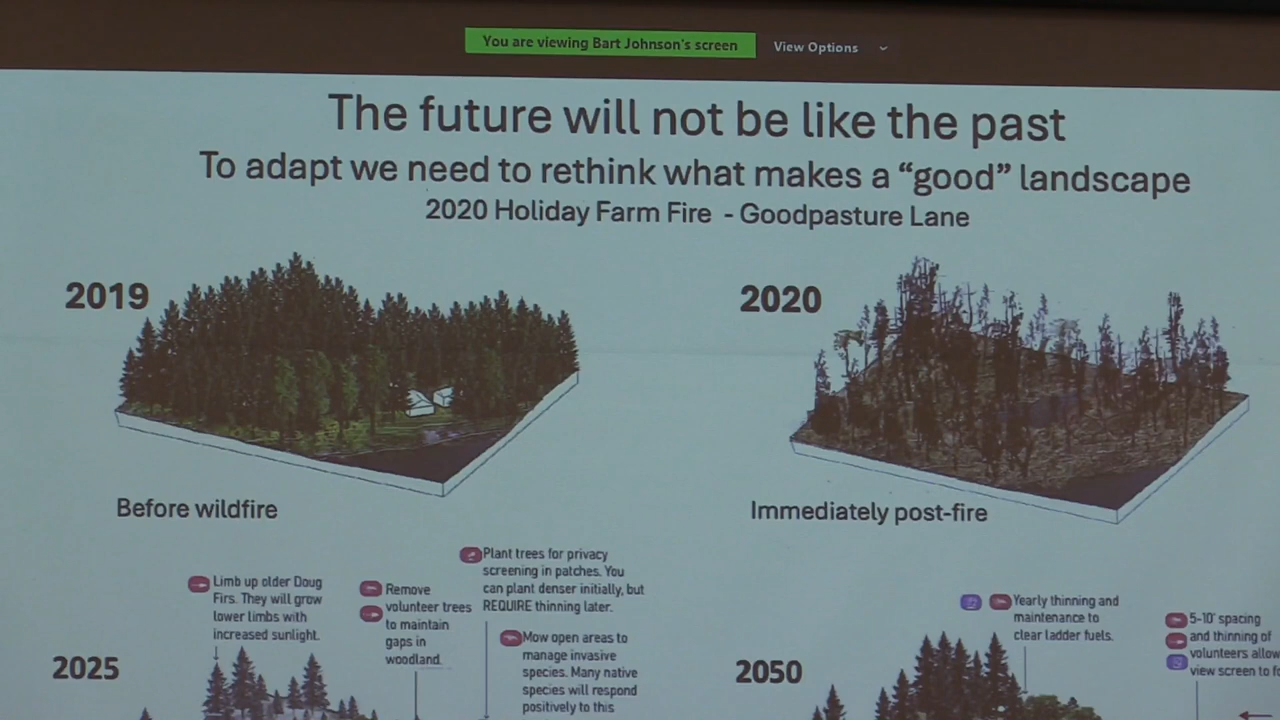 You are viewing Bart Johnson's screen
View Options
The future will not be like the past
To adapt we need to rethink what makes a “good” landscape
2020 Holiday Farm Fire - Goodpasture Lane
2019
2020
Before wildfire
Immediately post-fire
Limb up older Doug
Firs. They will grow
lower limbs with
increased sunlight.
Remove
volunteer trees
to maintain
gaps in
woodland.
Plant trees for privacy
screening in patches. You
can plant denser initially, but
REQUIRE thinning later.
Mow open areas to
manage invasive
species. Many native
species will respond
positively to this
Yearly thinning and
maintenance to
clear ladder fuels.
5-10' spacing
and thinning of
volunteers allow
view screen to
2025
2050